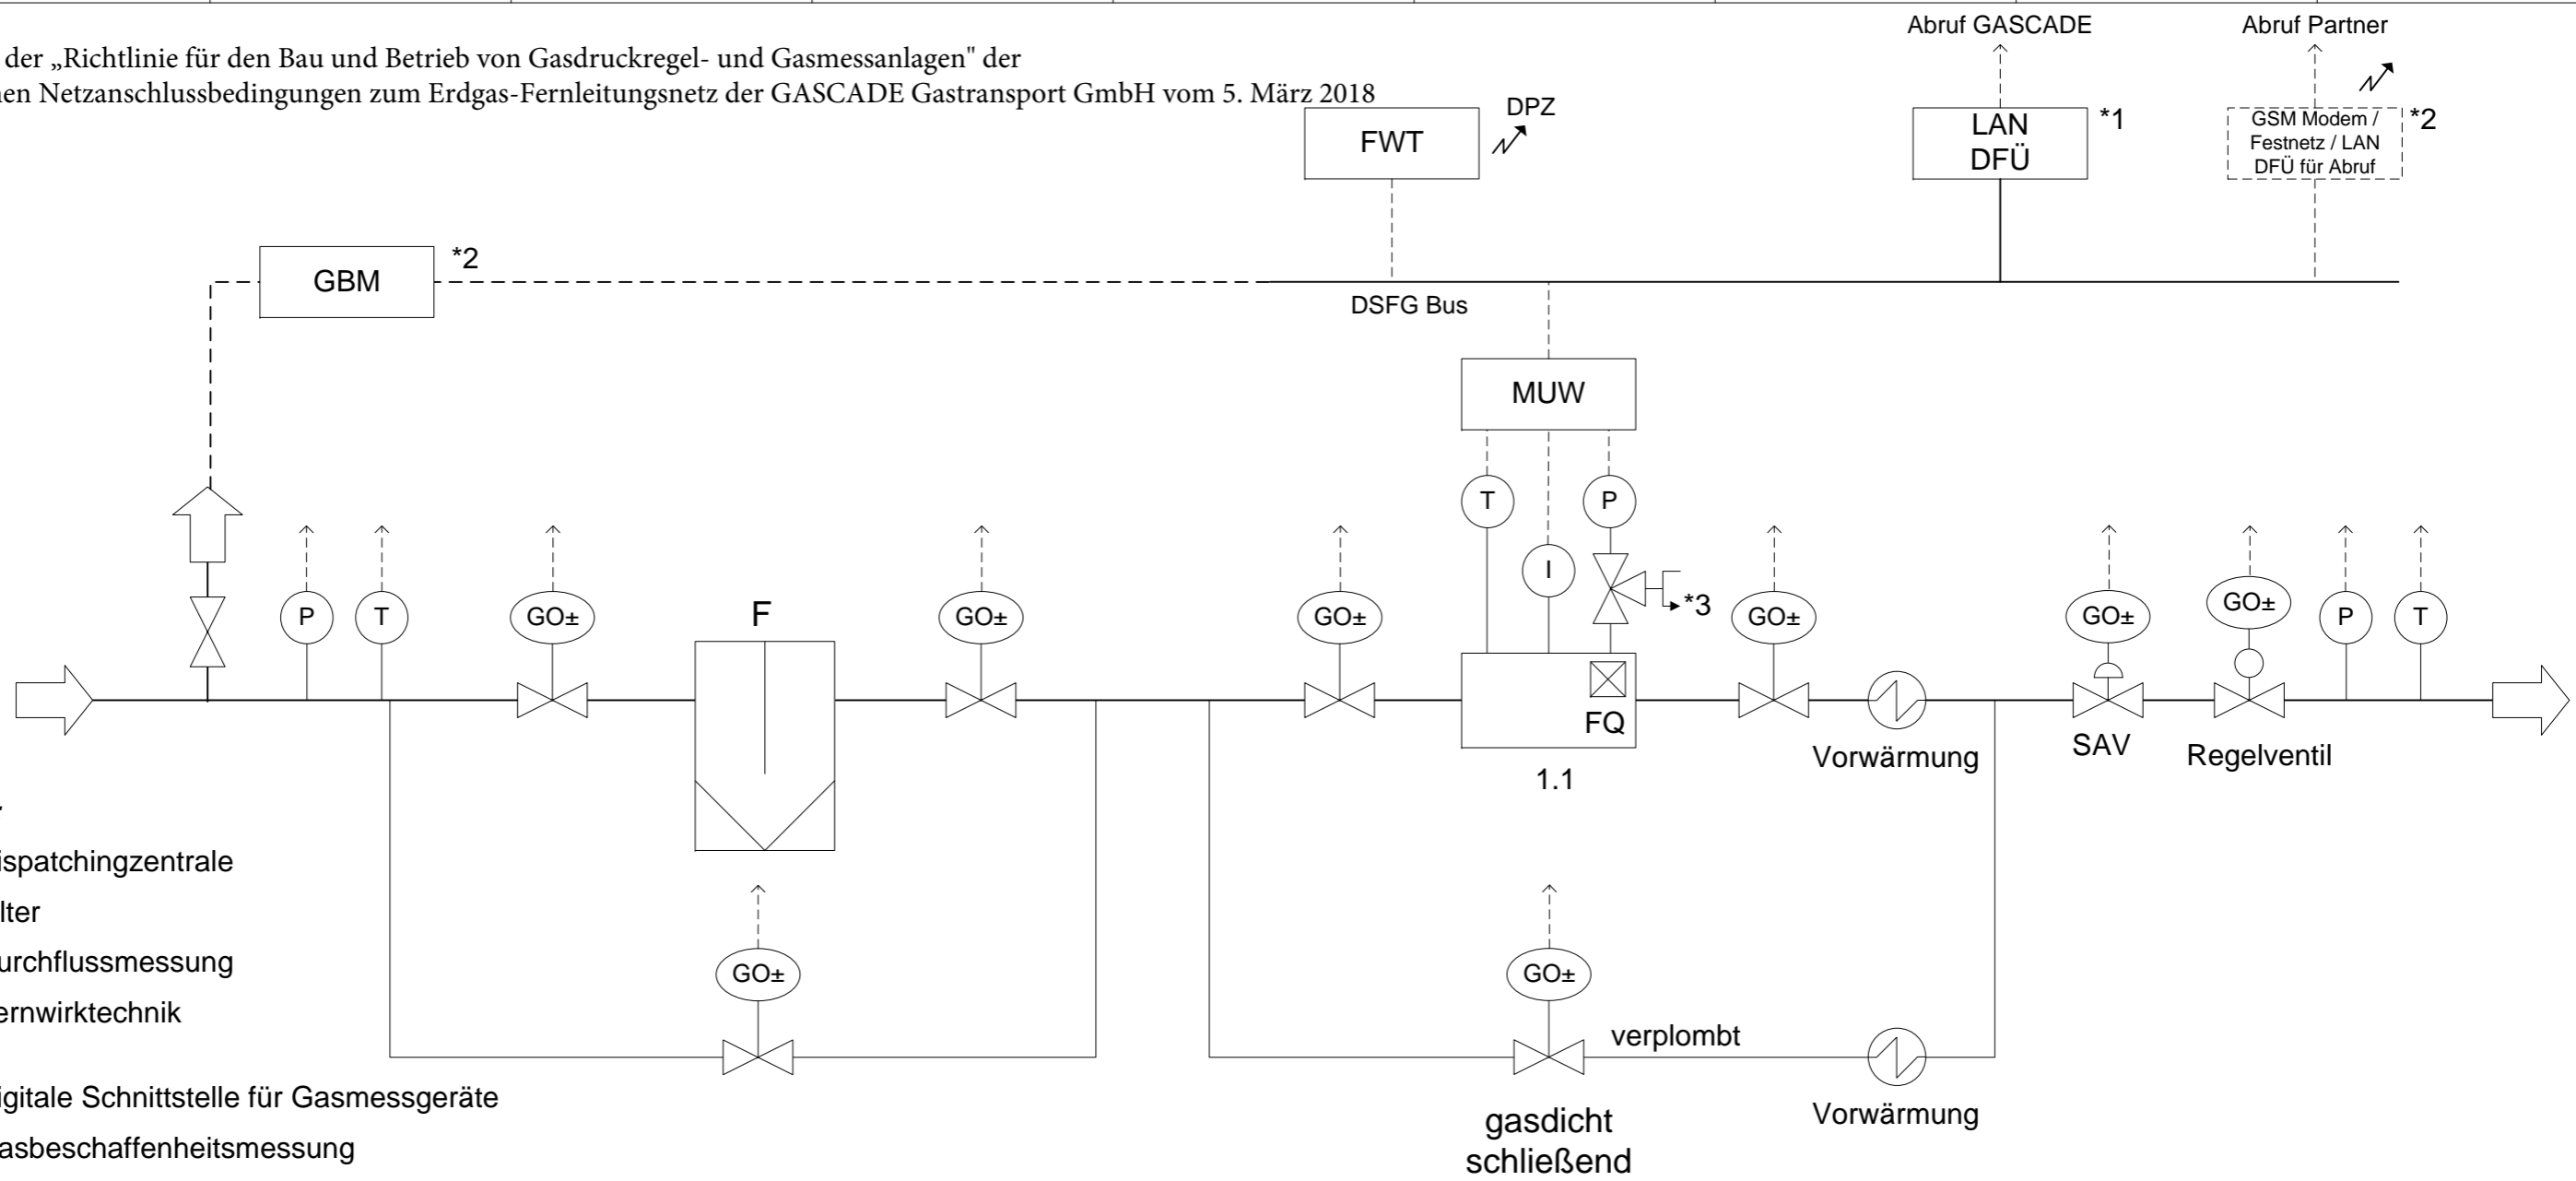 Abruf GASCADE
Abruf Partner
der „Richtlinie für den Bau und Betrieb von Gasdruckregel- und Gasmessanlagen" der
Netzanschlussbedingungen zum Erdgas-Fernleitungsnetz der GASCADE Gastransport GmbH vom 5. März 2018
DPZ
FWT
LAN
DFÜ
*1
GSM Modem /
Festnetz / LAN
DFÜ für Abruf
*2
GBM
*2
DSFG Bus
MUW
T
P
I
*3
P
T
GO±
F
GO±
GO±
GO±
GO±
GO±
P
T
FQ
1.1
Vorwärmung
SAV
Regelventil
ispatchingzentrale
lter
urchflussmessung
ernwirktechnik
igitale Schnittstelle für Gasmessgeräte
asbeschaffenheitsmessung
GO±
GO±
verplombt
gasdicht
schließend
Vorwärmung